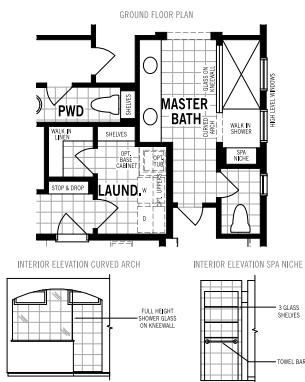 GROUND FLOOR PLAN
PWD
SHELVES
MASTER
BATH
GLASS ON
KNEEWALL
CURVED
ARCH
WALK IN
SHOWER
HIGH LEVEL WINDOWS
SPA
NICHE
WALK IN
LINEN
SHELVES
OPT.
BASE
CABINET
OPT.
TUB
OPT. UPPERS
STOP & DROP
LAUND.
W
D
INTERIOR ELEVATION CURVED ARCH
FULL HEIGHT
SHOWER GLASS
ON KNEEWALL
INTERIOR ELEVATION SPA NICHE
3 GLASS
SHELVES
TOWEL BAR